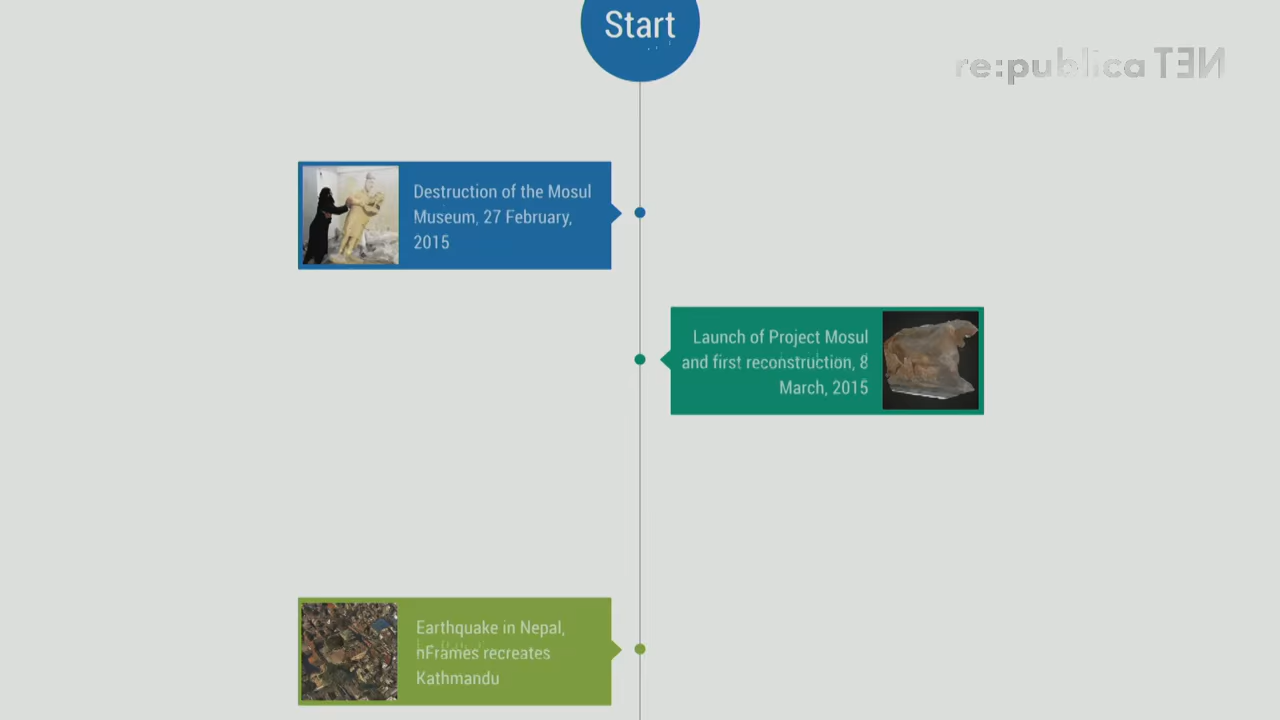 Start
re:publica TEN
Destruction of the Mosul
Museum, 27 February,
2015
Launch of Project Mosul
and first reconstruction, 8
March, 2015
Earthquake in Nepal,
nFrames recreates
Kathmandu